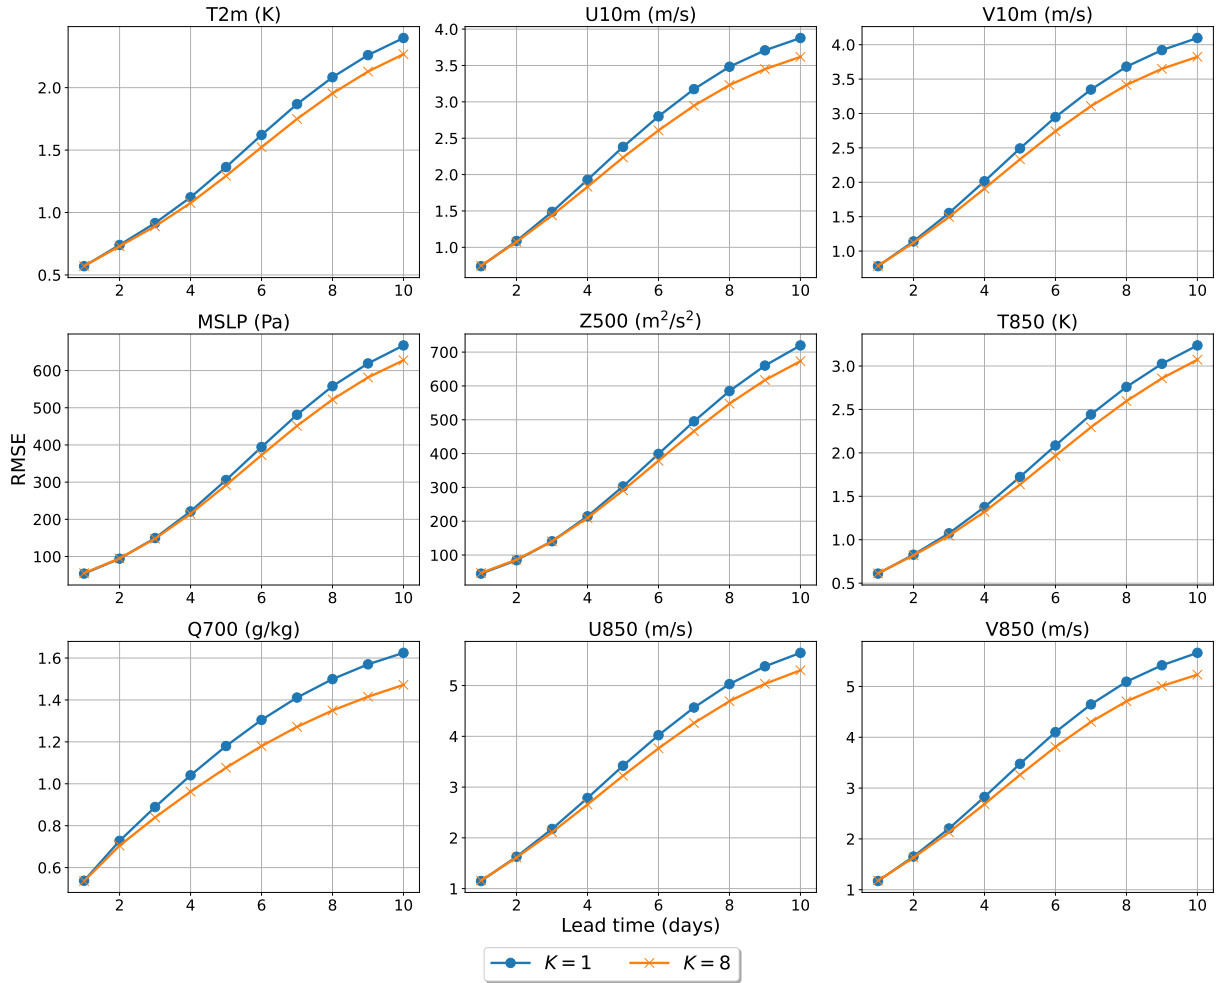 T2m (K) U10m (m/s) V10m (m/s)
2.0 1.5 1.0 0.5
4.0 3.5 3.0 2.5 2.0 1.5 1.0
4.0 3.5 3.0 2.5 2.0 1.5 1.0
2 4 6 8 10 2 4 6 8 10 2 4 6 8 10
MSLP (Pa) Z500 (m²/s²) T850 (K)
RMSE
600 500 400 300 200 100
700 600 500 400 300 200 100
3.0 2.5 2.0 1.5 1.0 0.5
2 4 6 8 10 2 4 6 8 10 2 4 6 8 10
Q700 (g/kg) U850 (m/s) V850 (m/s)
1.6 1.4 1.2 1.0 0.8 0.6
5 4 3 2 1
5 4 3 2 1
2 4 6 8 10 2 4 6 8 10 2 4 6 8 10
Lead time (days)
K = 1 K = 8